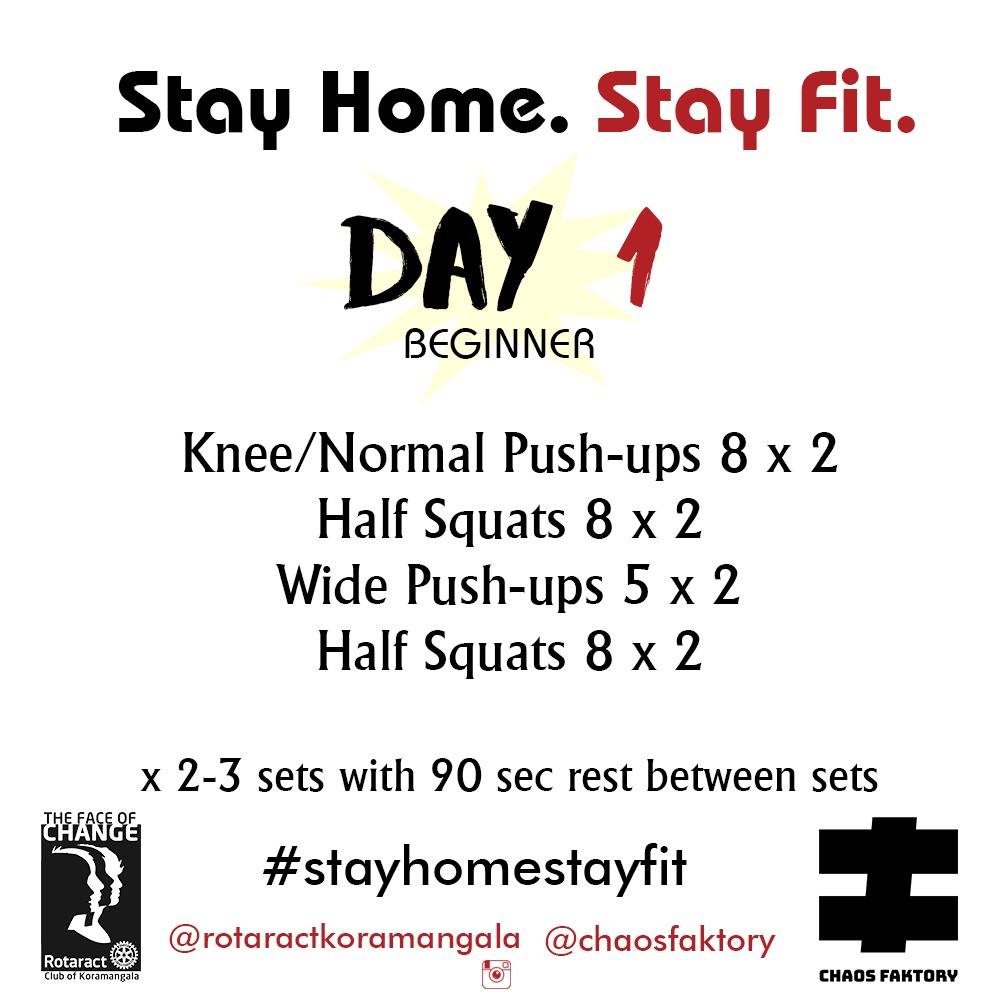 Stay Home. Stay Fit.
DAY 1
BEGINNER
Knee/Normal Push-ups 8 x 2
Half Squats 8 x 2
Wide Push-ups 5 x 2
Half Squats 8 x 2
x 2-3 sets with 90 sec rest between sets
THE FACE OF
CHANGE
Rotaract
Club of Koramangala
#stayhomestayfit
@rotaractkoramangala @chaosfaktory
CHAOS FAKTORY